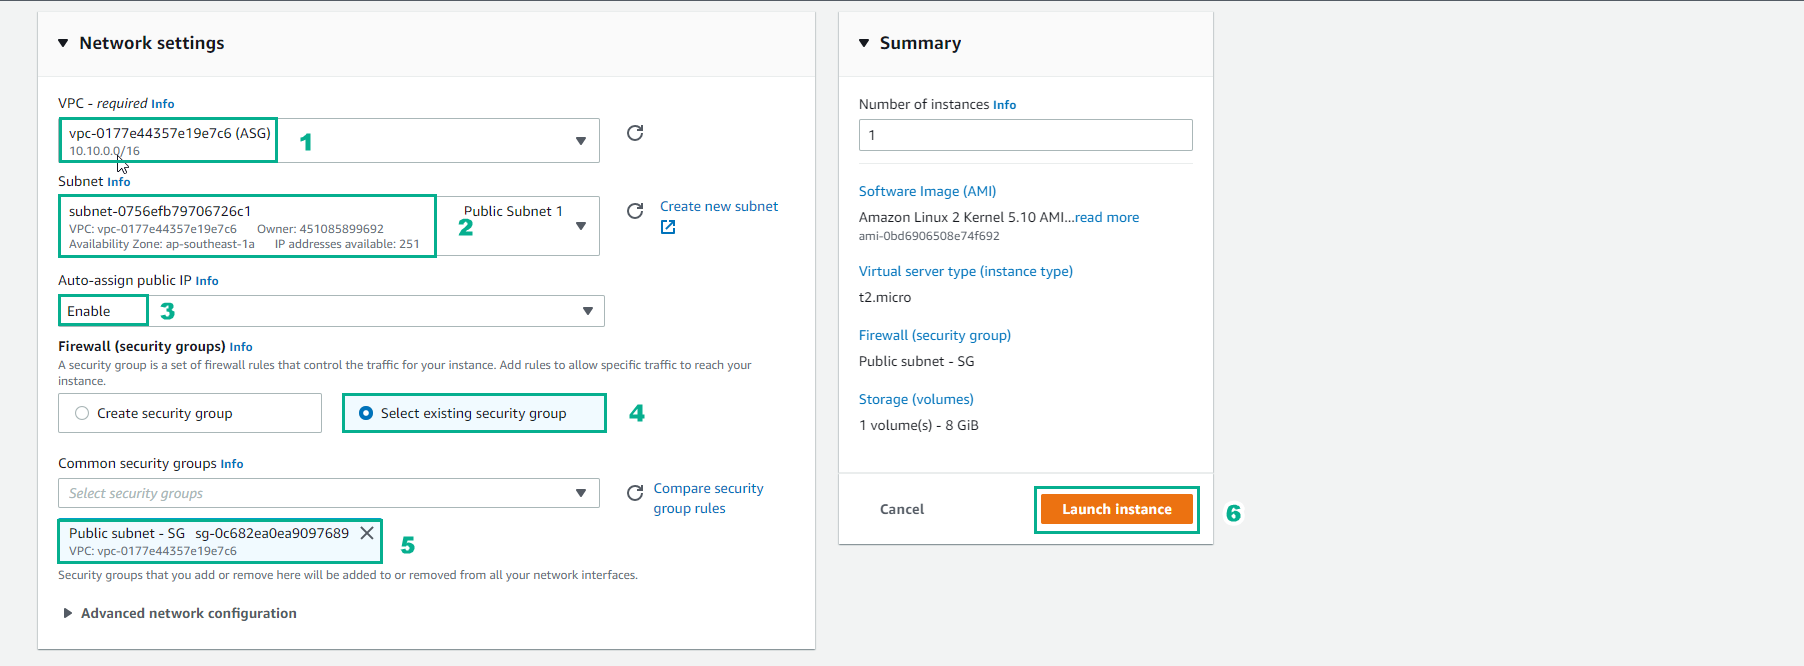 Network settings
VPC - required Info
vpc-0177e44357e19e7c6 (ASG)
10.10.0.0/16
1
Subnet Info
subnet-0756efb79706726c1
Public Subnet 1
VPC: vpc-0177e44357e19e7c6 Owner: 451085899692
Availability Zone: ap-southeast-1a IP addresses available: 251
2
Create new subnet
Auto-assign public IP Info
Enable
3
Firewall (security groups) Info
A security group is a set of firewall rules that control the traffic for your instance. Add rules to allow specific traffic to reach your
instance.
Create security group
Select existing security group
4
Common security groups Info
Select security groups
Compare security
group rules
Public subnet - SG sg-0c682ea0ea9097689
VPC: vpc-0177e44357e19e7c6
5
Security groups that you add or remove here will be added to or removed from all your network interfaces.
Advanced network configuration
Summary
Number of instances Info
1
Software Image (AMI)
Amazon Linux 2 Kernel 5.10 AMI...read more
ami-0bd6906508e74f692
Virtual server type (instance type)
t2.micro
Firewall (security group)
Public subnet - SG
Storage (volumes)
1 volume(s) - 8 GiB
Cancel
Launch instance
6